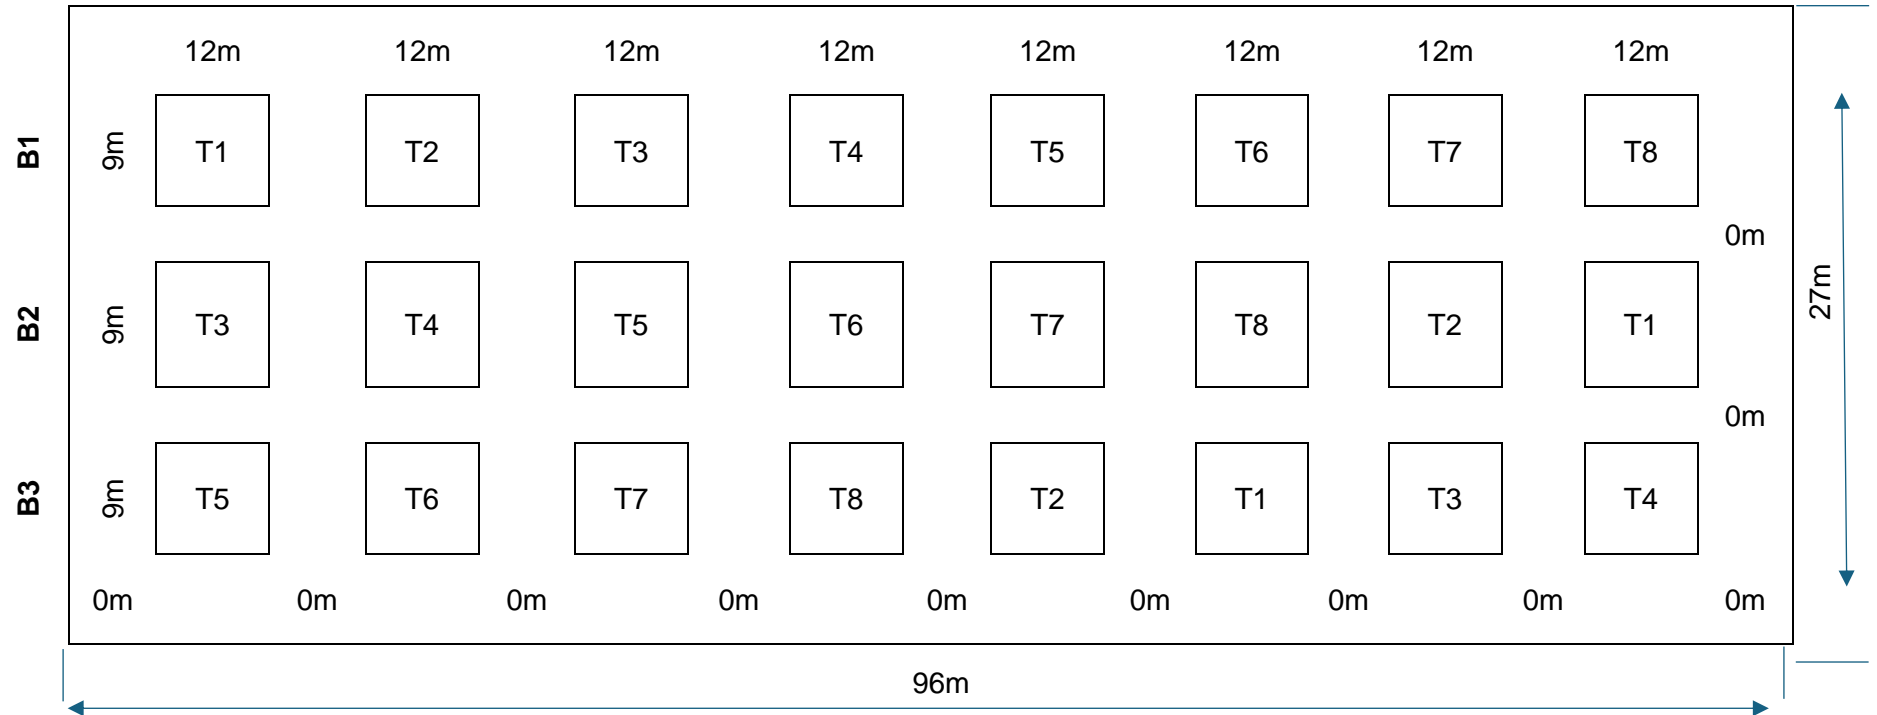 12m 12m 12m 12m 12m 12m 12m 12m
B1 9m T1 T2 T3 T4 T5 T6 T7 T8
0m
B2 9m T3 T4 T5 T6 T7 T8 T2 T1
27m
0m
B3 9m T5 T6 T7 T8 T2 T1 T3 T4
0m 0m 0m 0m 0m 0m 0m 0m 0m
96m